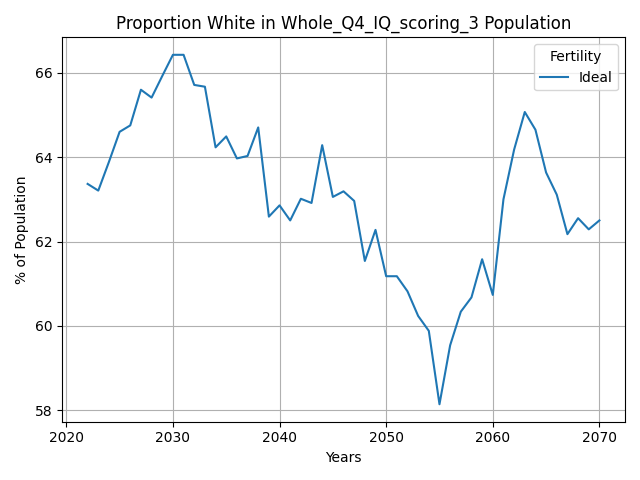 Proportion White in Whole_Q4_IQ_scoring_3 Population
Fertility
Ideal
% of Population
66
64
62
60
58
2020 2030 2040 2050 2060 2070
Years